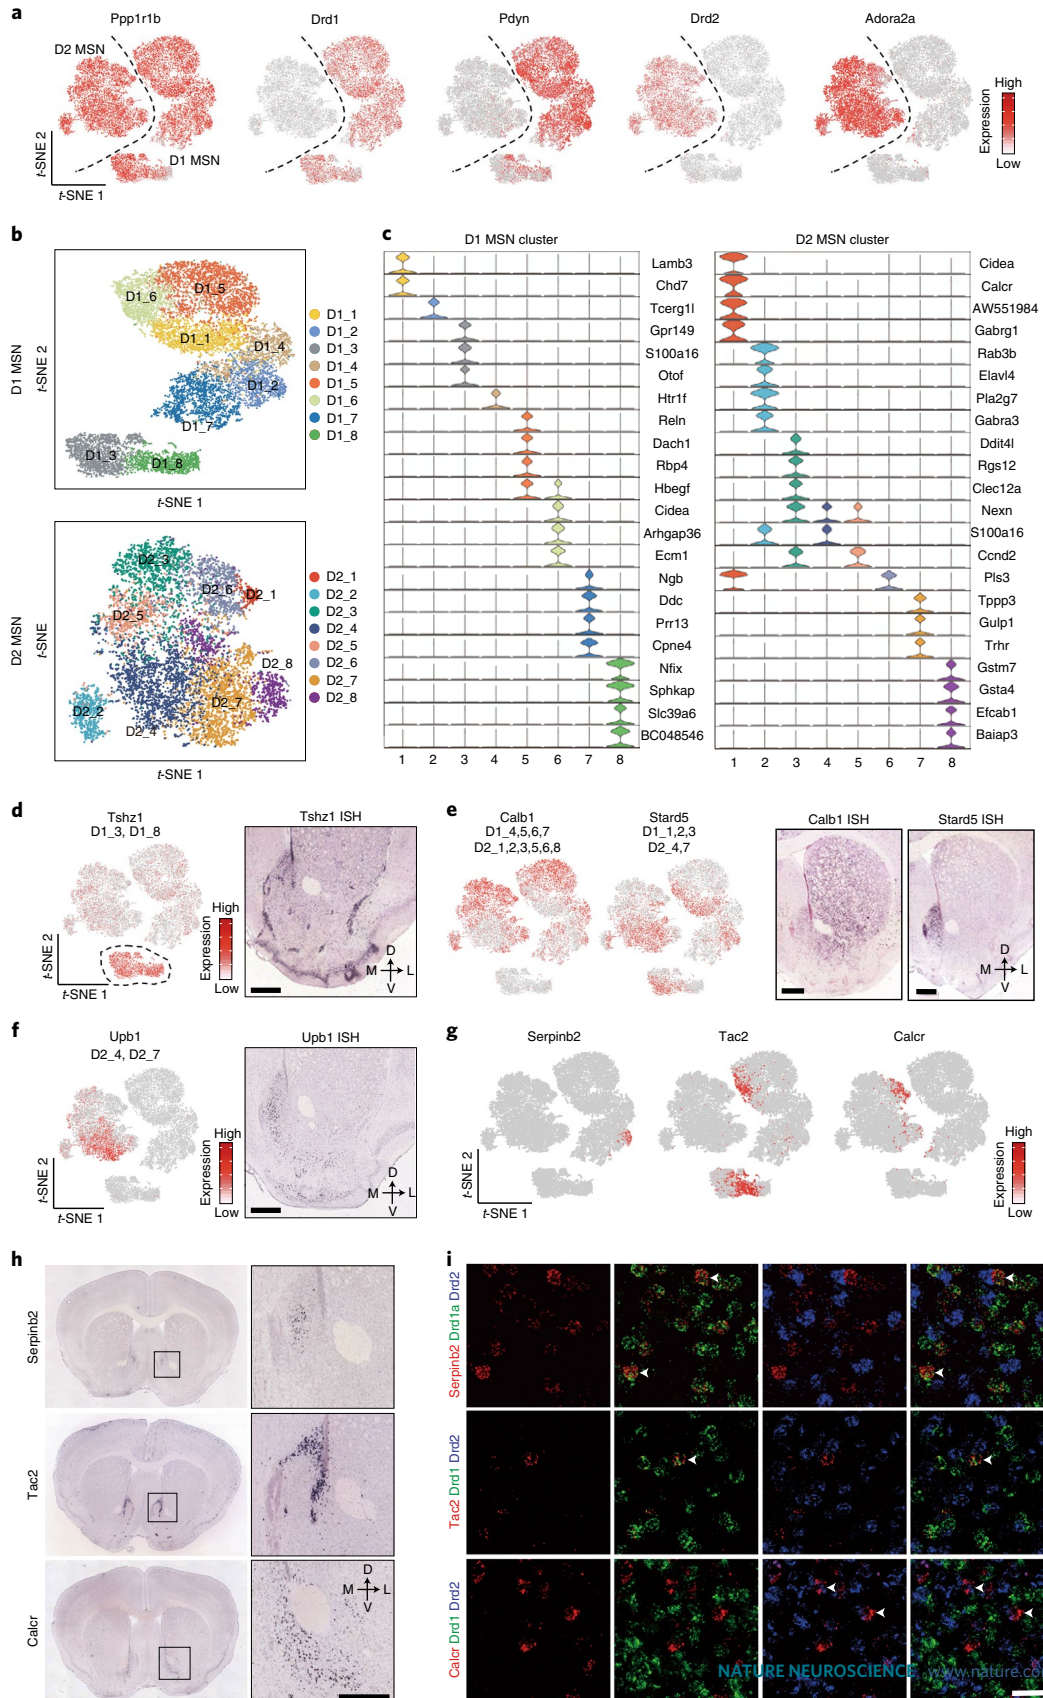 a
Ppp1r1b
Drd1
Pdyn
Drd2
Adora2a
D2 MSN
D1 MSN
t-SNE 2
t-SNE 1
Expression
High
Low
b
D1 MSN
t-SNE 2
D1_6
D1_5
D1_1
D1_4
D1_2
D1_7
D1_3
D1_8
t-SNE 1
D1_1
D1_2
D1_3
D1_4
D1_5
D1_6
D1_7
D1_8
D2 MSN
t-SNE
D2_3
D2_6
D2_1
D2_5
D2_8
D2_2
D2_7
D2_4
t-SNE 1
D2_1
D2_2
D2_3
D2_4
D2_5
D2_6
D2_7
D2_8
c
D1 MSN cluster
Lamb3
Chd7
Tcerg1l
Gpr149
S100a16
Otof
Htr1f
Reln
Dach1
Rbp4
Hbegf
Cidea
Arhgap36
Ecm1
Ngb
Ddc
Prr13
Cpne4
Nfix
Sphkap
Slc39a6
BC048546
1 2 3 4 5 6 7 8
D2 MSN cluster
Cidea
Calcr
AW551984
Gabrg1
Rab3b
Elavl4
Pla2g7
Gabra3
Ddit4l
Rgs12
Clec12a
Nexn
S100a16
Ccnd2
Pls3
Tppp3
Gulp1
Trhr
Gstm7
Gsta4
Efcab1
Baiap3
1 2 3 4 5 6 7 8
d
Tshz1
D1_3, D1_8
t-SNE 2
t-SNE 1
High
Expression
Low
Tshz1 ISH
D
M L
V
e
Calb1
D1_4,5,6,7
D2_1,2,3,5,6,8
Stard5
D1_1,2,3
D2_4,7
Calb1 ISH
Stard5 ISH
D
M L
V
f
Upb1
D2_4, D2_7
t-SNE 2
t-SNE 1
High
Expression
Low
Upb1 ISH
D
M L
V
g
Serpinb2
Tac2
Calcr
t-SNE 2
t-SNE 1
High
Expression
Low
h
Serpinb2
Tac2
Calcr
D
M L
V
i
Serpinb2 Drd1a Drd2
Tac2 Drd1 Drd2
Calcr Drd1 Drd2
NATURE NEUROSCIENCE www.nature.co